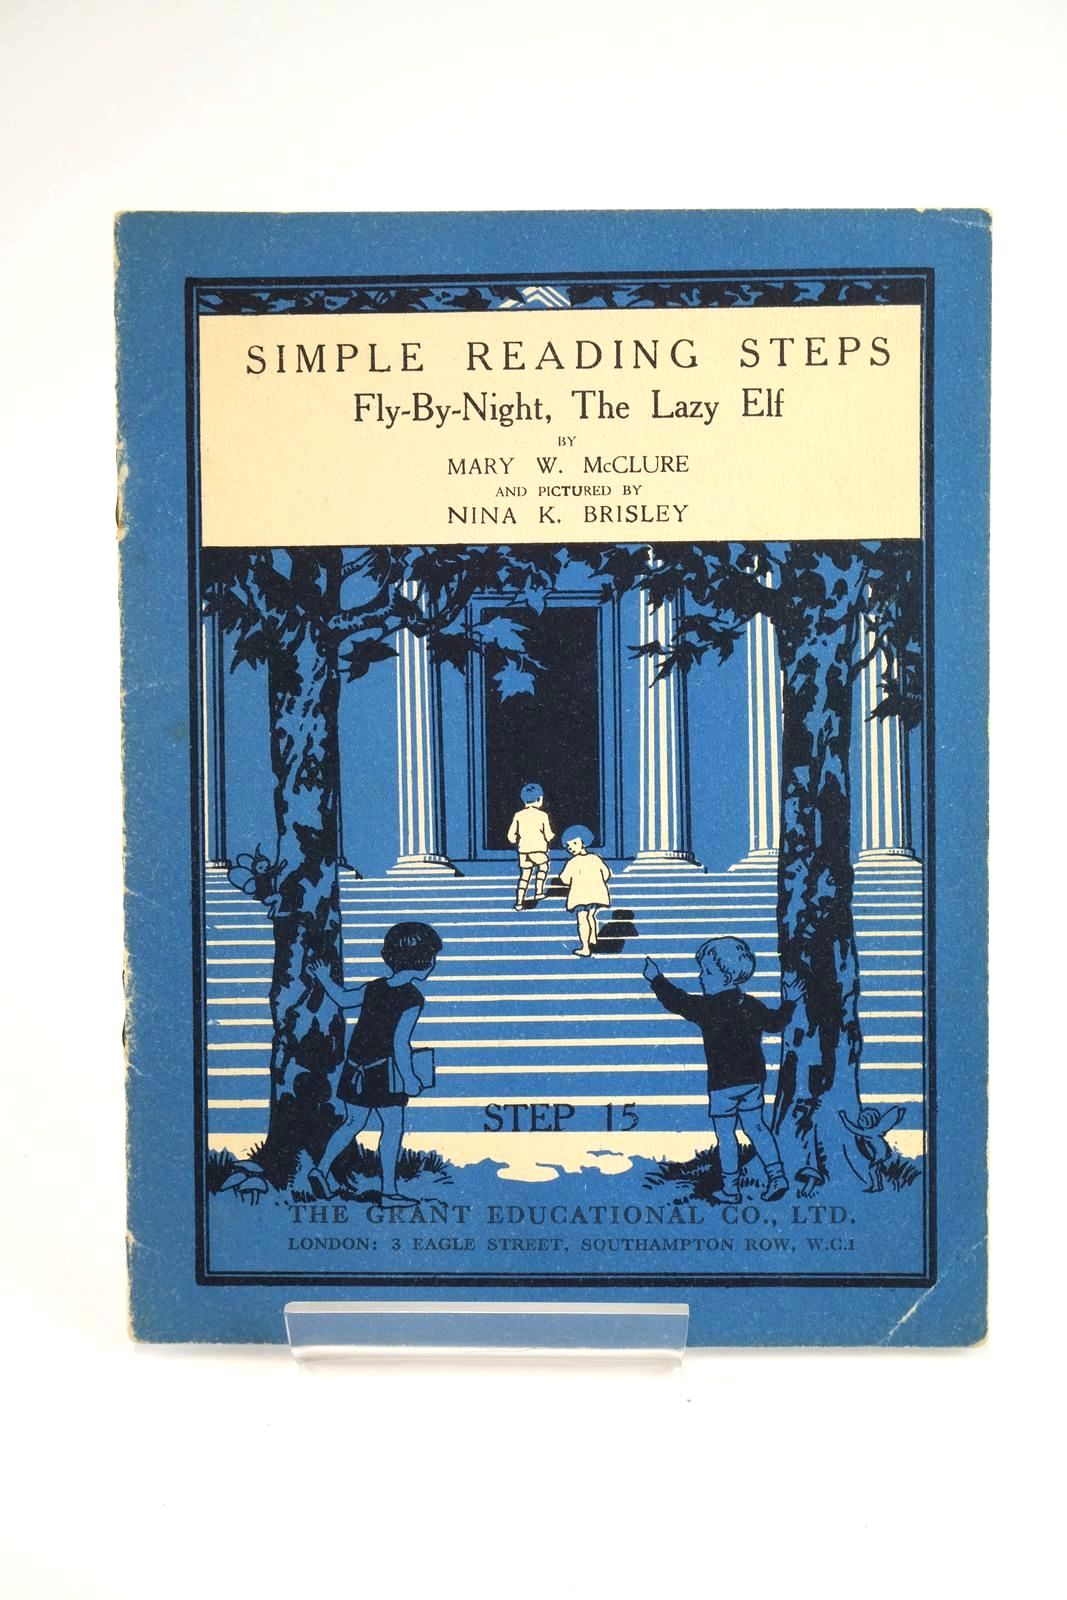 SIMPLE READING STEPS
Fly-By-Night, The Lazy Elf
BY
MARY W. McCLURE
AND PICTURED BY
NINA K. BRISLEY
STEP 15
THE GRANT EDUCATIONAL CO., LTD.
LONDON: 3 EAGLE STREET, SOUTHAMPTON ROW, W.C.1